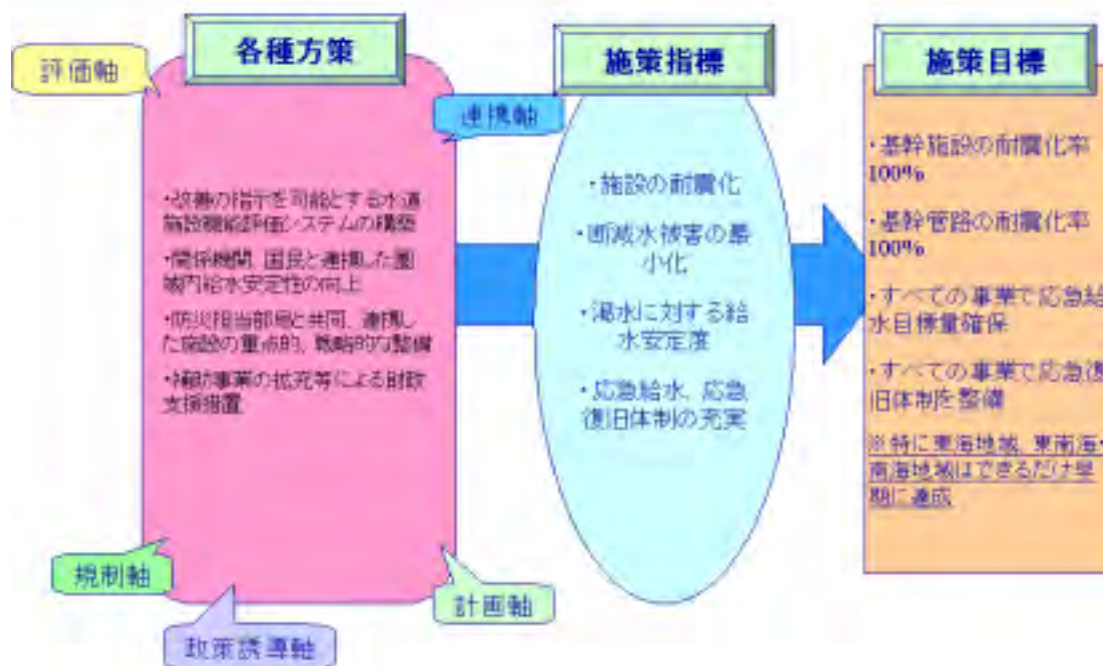 評価軸
各種方策
連携軸
・改善の指示を可能とする水道
施設機能評価システムの構築
・関係機関、国民と連携した圏
域内給水安定性の向上
・防災担当部局と共同、連携し
た施設の重点的、戦略的な整備
・補助事業の拡充等による財政
支援措置
規制軸
政策誘導軸
計画軸
施策指標
・施設の耐震化
・断減水被害の最
小化
・渇水に対する給
水安定度
・応急給水、応急
復旧体制の充実
施策目標
・基幹施設の耐震化率
100%
・基幹管路の耐震化率
100%
・すべての事業で応急給
水目標量確保
・すべての事業で応急復
旧体制を整備
※特に東海地域、東南海・
南海地域はできるだけ早
期に達成